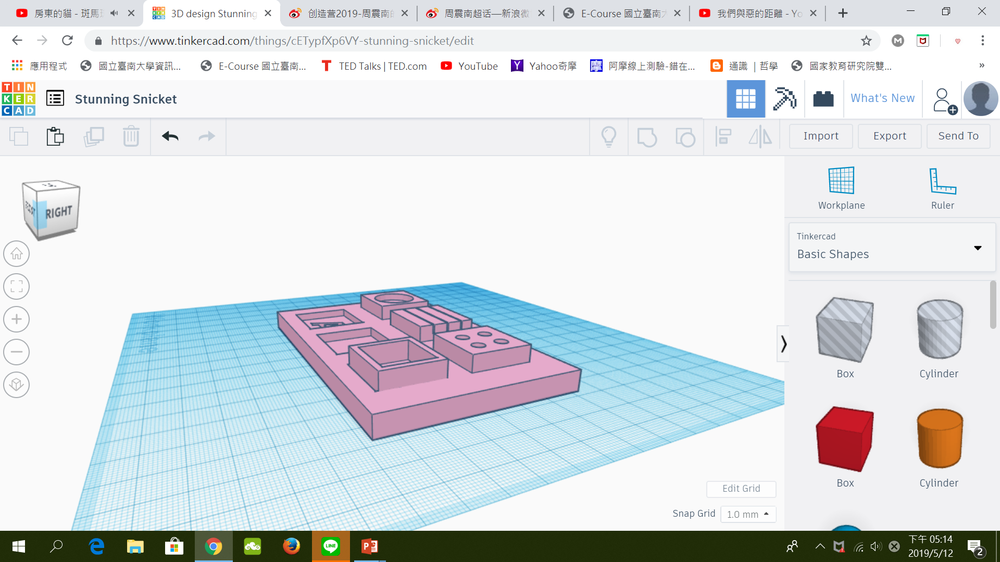 房東的貓 - 斑馬
3D design Stunning
创造营2019-周震南
周震南超话—新浪微
E-Course 國立臺南
我們與惡的距離 - Yo
https://www.tinkercad.com/things/cETypfXp6VY-stunning-snicket/edit
應用程式
國立臺南大學資訊...
E-Course 國立臺南...
TED Talks | TED.com
YouTube
Yahoo奇摩
阿摩線上測驗-錯在...
通識 | 哲學
國家教育研究院雙...
TIN
KER
CAD
Stunning Snicket
What's New
Import
Export
Send To
RIGHT
Workplane
Ruler
Tinkercad
Basic Shapes
Box
Cylinder
Box
Cylinder
Edit Grid
Snap Grid
1.0 mm
LINE
下午 05:14
2019/5/12
2